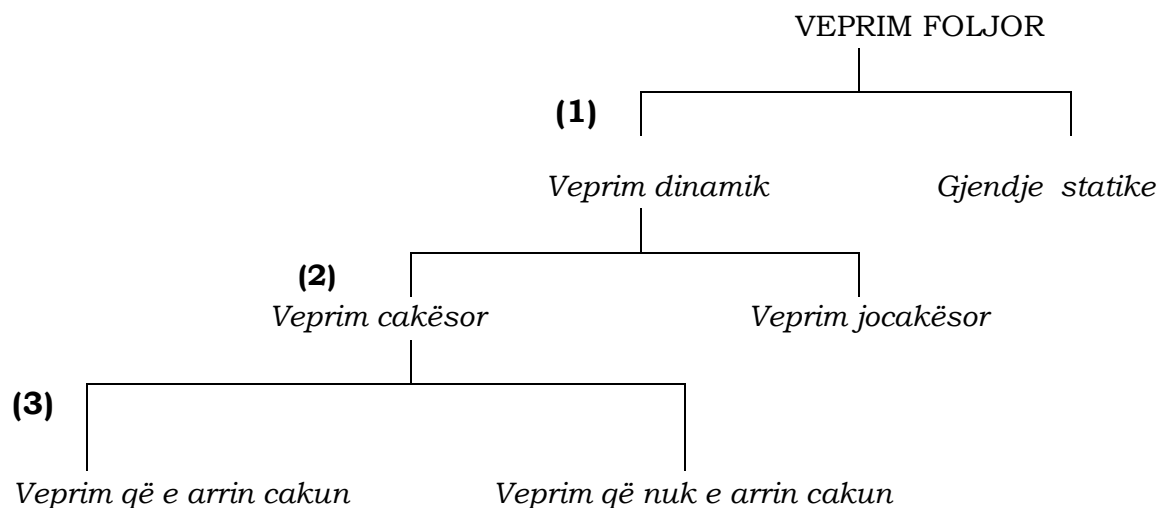 VEPRIM FOLJOR
(1)
Veprim dinamik Gjendje statike
(2)
Veprim cakësor Veprim jocakësor
(3)
Veprim që e arrin cakun Veprim që nuk e arrin cakun